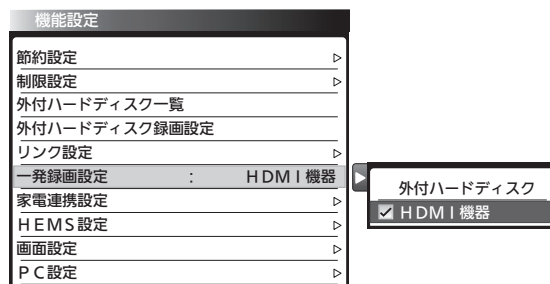 機能設定
節約設定
制限設定
外付ハードディスク一覧
外付ハードディスク録画設定
リンク設定
一発録画設定 : HDMI機器
家電連携設定
HEMS設定
画面設定
PC設定
外付ハードディスク
HDMI機器